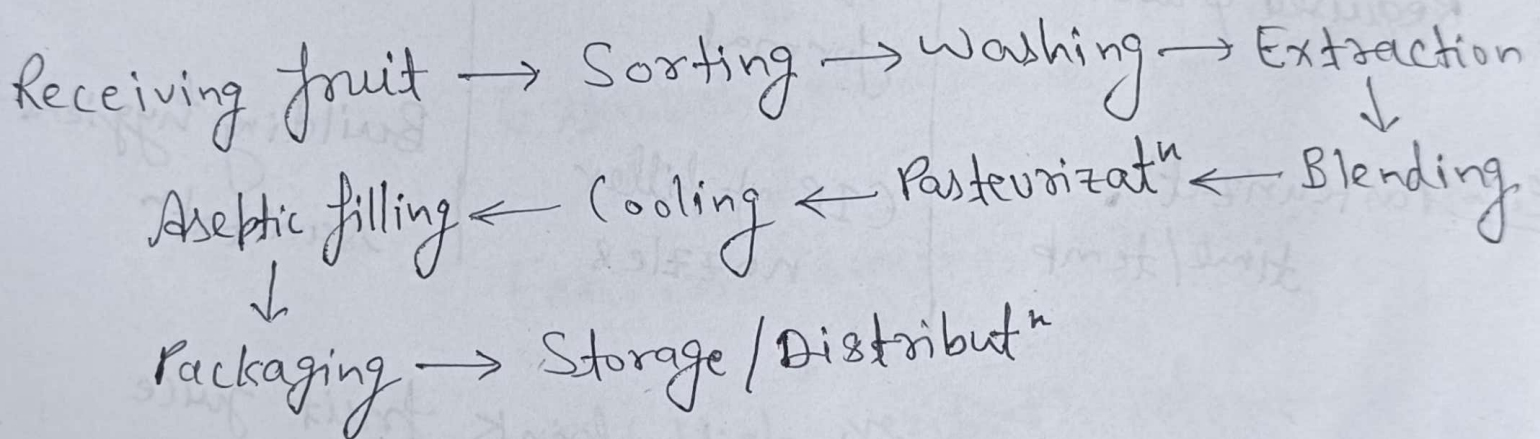 Receiving fruit → Sorting → Washing → Extraction
↓
Aseptic filling ← Cooling ← Pasteurizatⁿ ← Blending
↓
Packaging → Storage/Distributⁿ